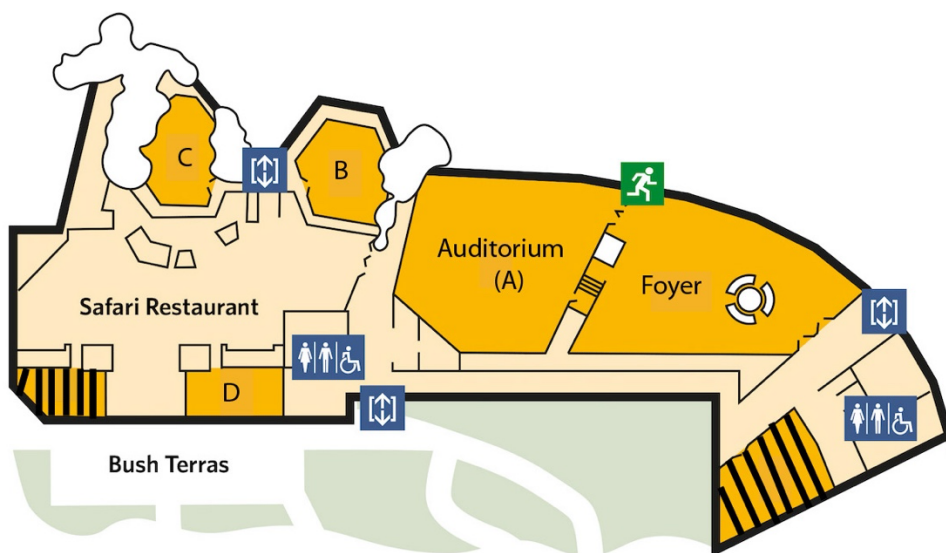 C
B
Auditorium
(A)
Foyer
Safari Restaurant
D
Bush Terras